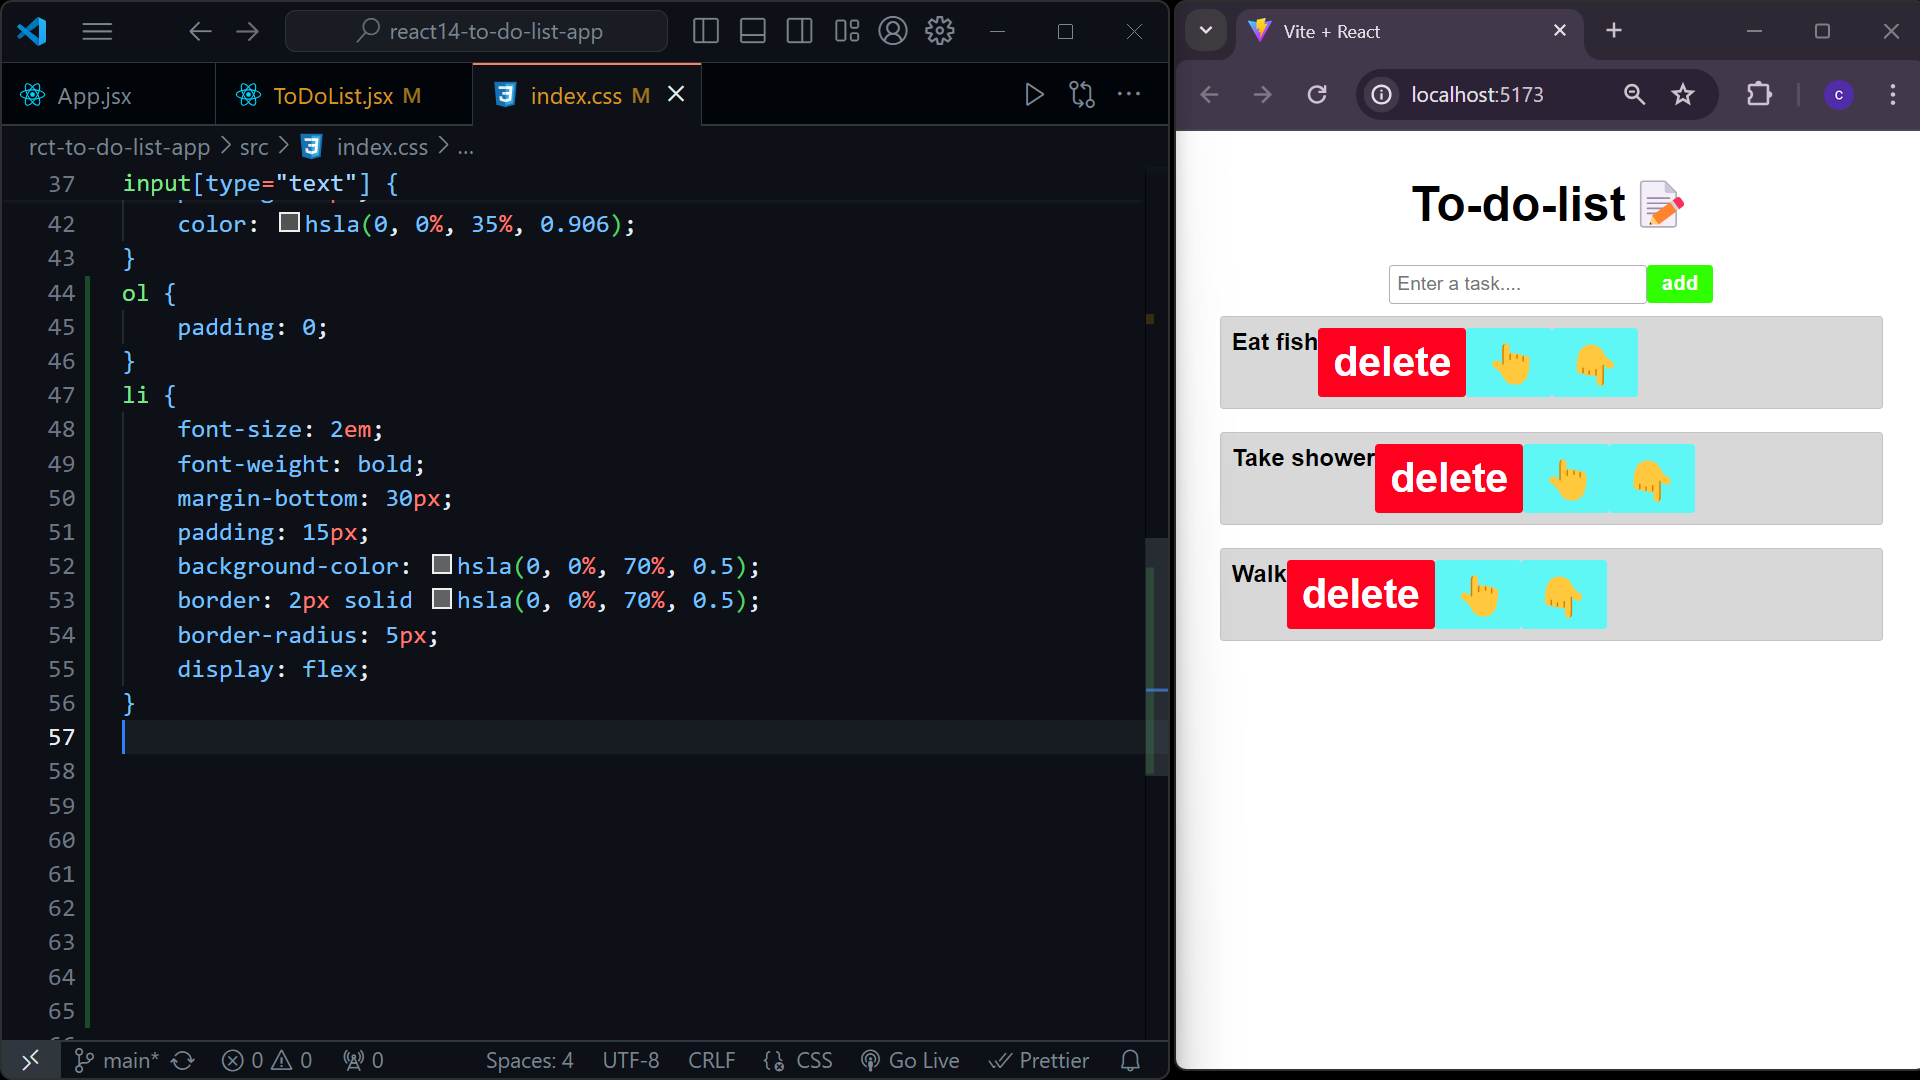 react14-to-do-list-app
App.jsx
ToDoList.jsx M
index.css M
rct-to-do-list-app > src > index.css > ...
37 input[type="text"] {
42 color: hsla(0, 0%, 35%, 0.906);
43 }
44 ol {
45 padding: 0;
46 }
47 li {
48 font-size: 2em;
49 font-weight: bold;
50 margin-bottom: 30px;
51 padding: 15px;
52 background-color: hsla(0, 0%, 70%, 0.5);
53 border: 2px solid hsla(0, 0%, 70%, 0.5);
54 border-radius: 5px;
55 display: flex;
56 }
57
58
59
60
61
62
63
64
65
main* 0 0 0 Spaces: 4 UTF-8 CRLF CSS Go Live Prettier
Vite + React
localhost:5173
c
To-do-list
Enter a task.... add
Eat fish delete
Take shower delete
Walk delete